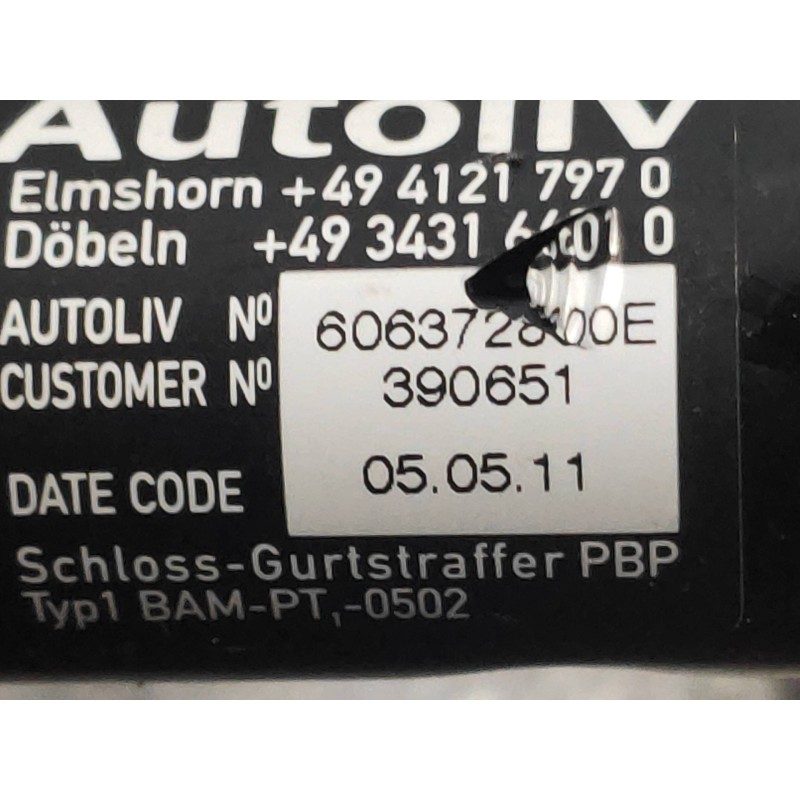 Autoliv
Elmshorn +49 4121 797 0
Döbeln +49 3431 0
AUTOLIV Nº 606372800E
CUSTOMER Nº 390651
DATE CODE 05.05.11
Schloss-Gurtstraffer PBP
Typ1 BAM-PT,-0502